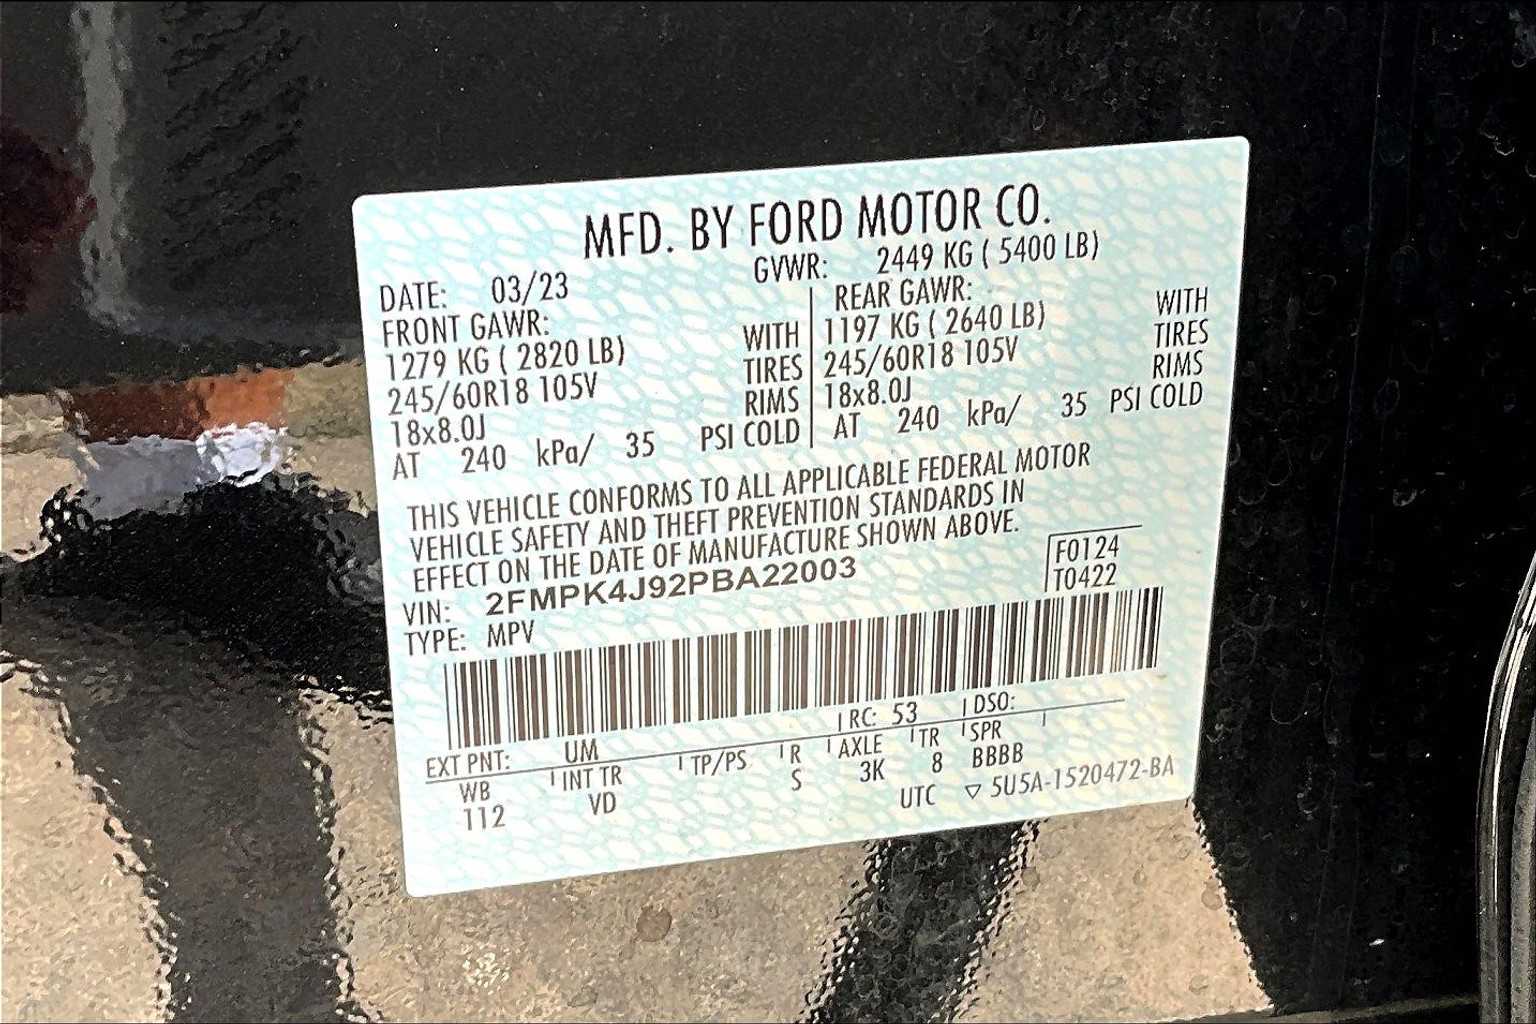 MFD. BY FORD MOTOR CO.
DATE: 03/23 GVWR: 2449 KG ( 5400 LB)
FRONT GAWR: REAR GAWR:
1279 KG ( 2820 LB) WITH 1197 KG ( 2640 LB) WITH
245/60R18 105V TIRES 245/60R18 105V TIRES
18x8.0J RIMS 18x8.0J RIMS
AT 240 kPa/ 35 PSI COLD AT 240 kPa/ 35 PSI COLD
THIS VEHICLE CONFORMS TO ALL APPLICABLE FEDERAL MOTOR
VEHICLE SAFETY AND THEFT PREVENTION STANDARDS IN
EFFECT ON THE DATE OF MANUFACTURE SHOWN ABOVE.
VIN: 2FMPK4J92PBA22003 F0124
TYPE: MPV T0422
EXT PNT: UM RC: 53 DSO:
WB INT TR TP/PS R AXLE TR SPR
112 VD S 3K 8 BBBB
UTC ▽ 5U5A-1520472-BA